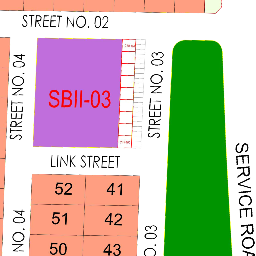 STREET NO. 02
STREET NO. 04
SBII-03
STREET NO. 03
LINK STREET
52 41
51 42
50 43
NO. 04
NO. 03
SERVICE ROA